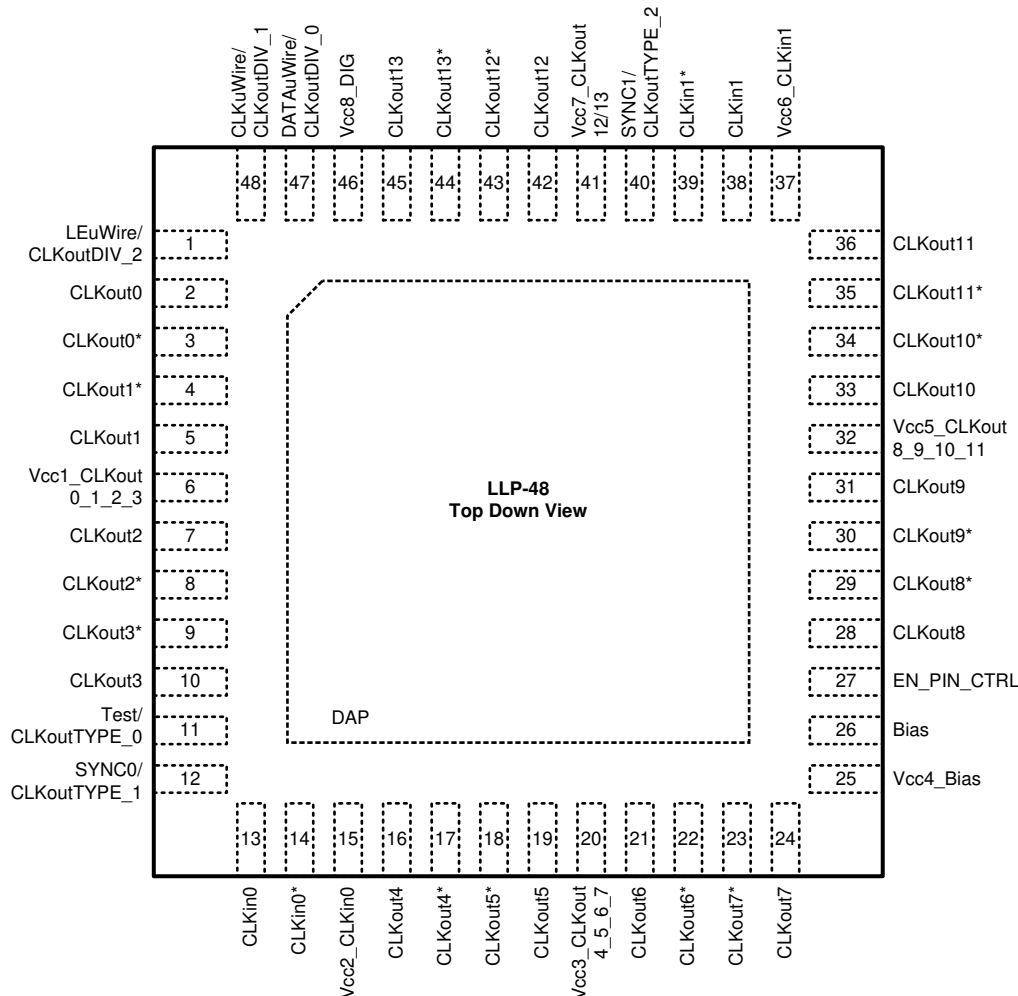 CLKuWire/
CLKoutDIV_1
DATAuWire/
CLKoutDIV_0
Vcc8_DIG
CLKout13
CLKout13*
CLKout12*
CLKout12
Vcc7_CLKout
12/13
SYNC1/
CLKoutTYPE_2
CLKin1*
CLKin1
Vcc6_CLKin1
48
47
46
45
44
43
42
41
40
39
38
37
LEuWire/
CLKoutDIV_2
1
CLKout0
2
CLKout0*
3
CLKout1*
4
CLKout1
5
Vcc1_CLKout
0_1_2_3
6
CLKout2
7
CLKout2*
8
CLKout3*
9
CLKout3
10
Test/
CLKoutTYPE_0
11
SYNC0/
CLKoutTYPE_1
12
LLP-48
Top Down View
DAP
36
CLKout11
35
CLKout11*
34
CLKout10*
33
CLKout10
32
Vcc5_CLKout
8_9_10_11
31
CLKout9
30
CLKout9*
29
CLKout8*
28
CLKout8
27
EN_PIN_CTRL
26
Bias
25
Vcc4_Bias
13
14
15
16
17
18
19
20
21
22
23
24
CLKin0
CLKin0*
Vcc2_CLKin0
CLKout4
CLKout4*
CLKout5*
CLKout5
Vcc3_CLKout
4_5_6_7
CLKout6
CLKout6*
CLKout7*
CLKout7